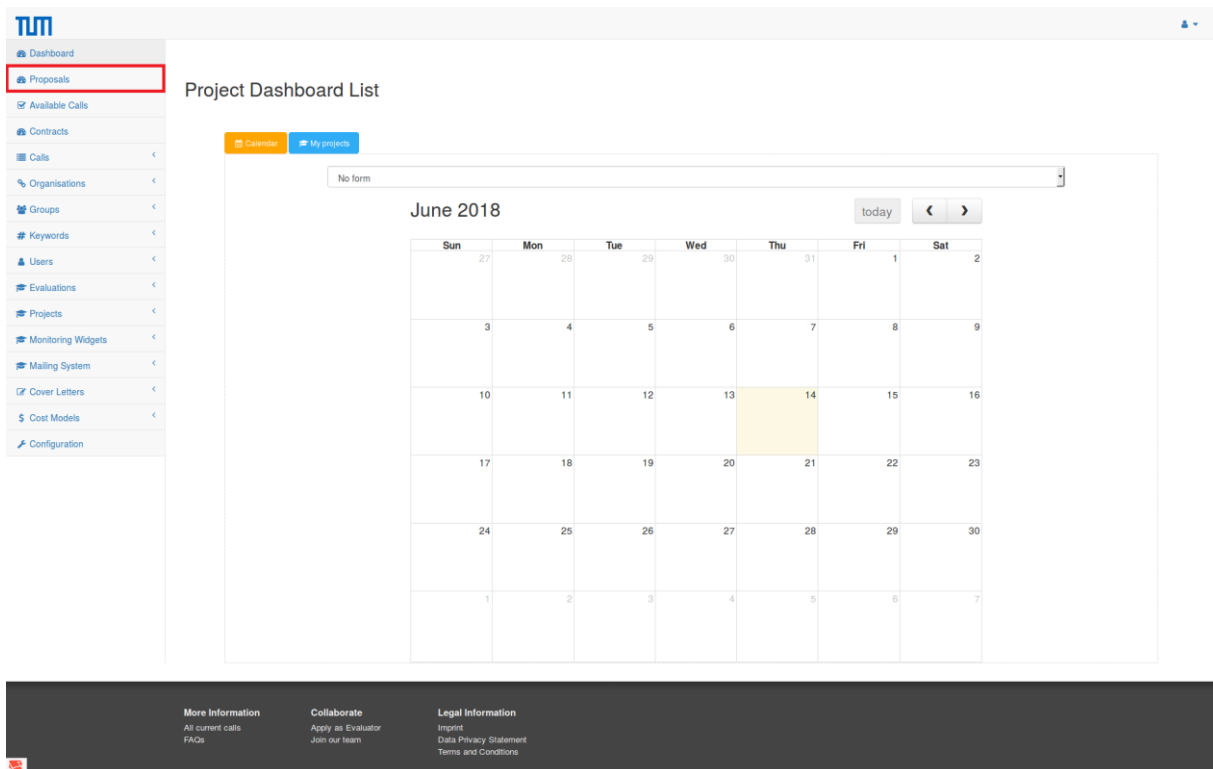 TUM
Dashboard
Proposals
Available Calls
Contracts
Calls
Organisations
Groups
Keywords
Users
Evaluations
Projects
Monitoring Widgets
Mailing System
Cover Letters
Cost Models
Configuration
Project Dashboard List
Calendar My projects
No form
June 2018 today
Sun Mon Tue Wed Thu Fri Sat
27 28 29 30 31 1 2
3 4 5 6 7 8 9
10 11 12 13 14 15 16
17 18 19 20 21 22 23
24 25 26 27 28 29 30
1 2 3 4 5 6 7
More Information Collaborate Legal Information
All current calls Apply as Evaluator Imprint
FAQs Join our team Data Privacy Statement
Terms and Conditions